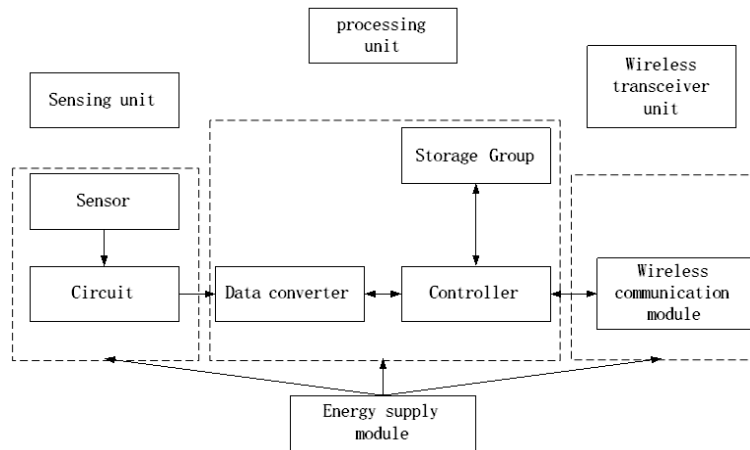 processing
unit
Sensing unit
Wireless
transceiver
unit
Storage Group
Sensor
Circuit
Data converter
Controller
Wireless
communication
module
Energy supply
module